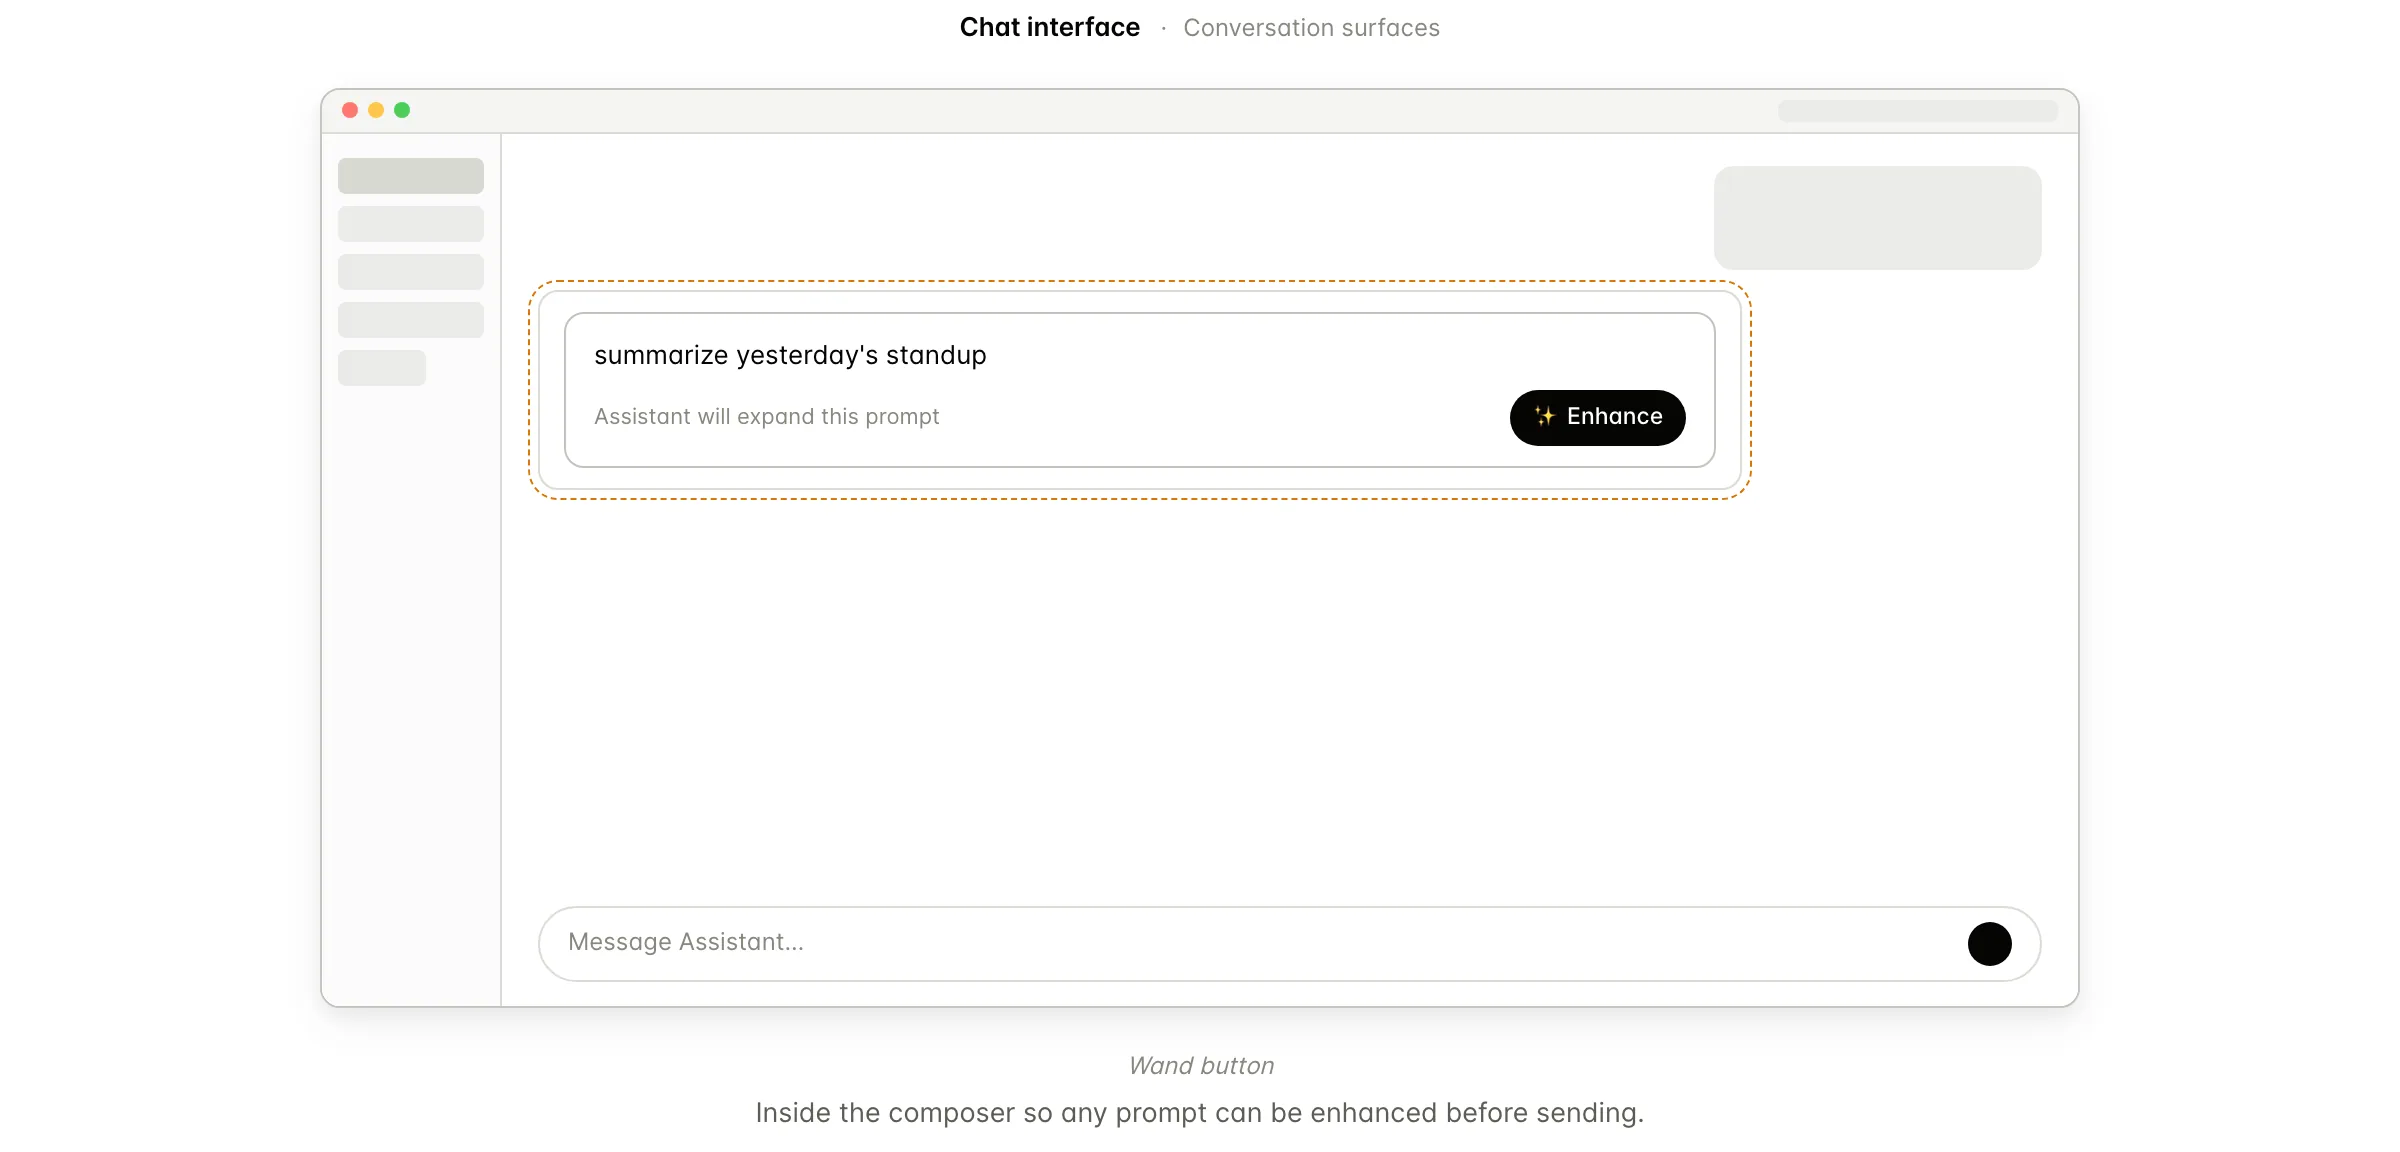 Chat interface · Conversation surfaces
summarize yesterday's standup
Assistant will expand this prompt
✨ Enhance
Message Assistant...
Wand button
Inside the composer so any prompt can be enhanced before sending.